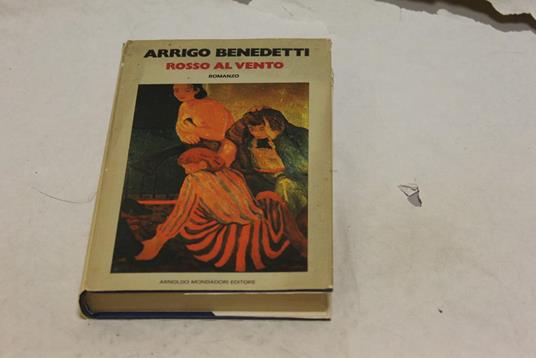 ARRIGO BENEDETTI
ROSSO AL VENTO
ROMANZO
ARNOLDO MONDADORI EDITORE